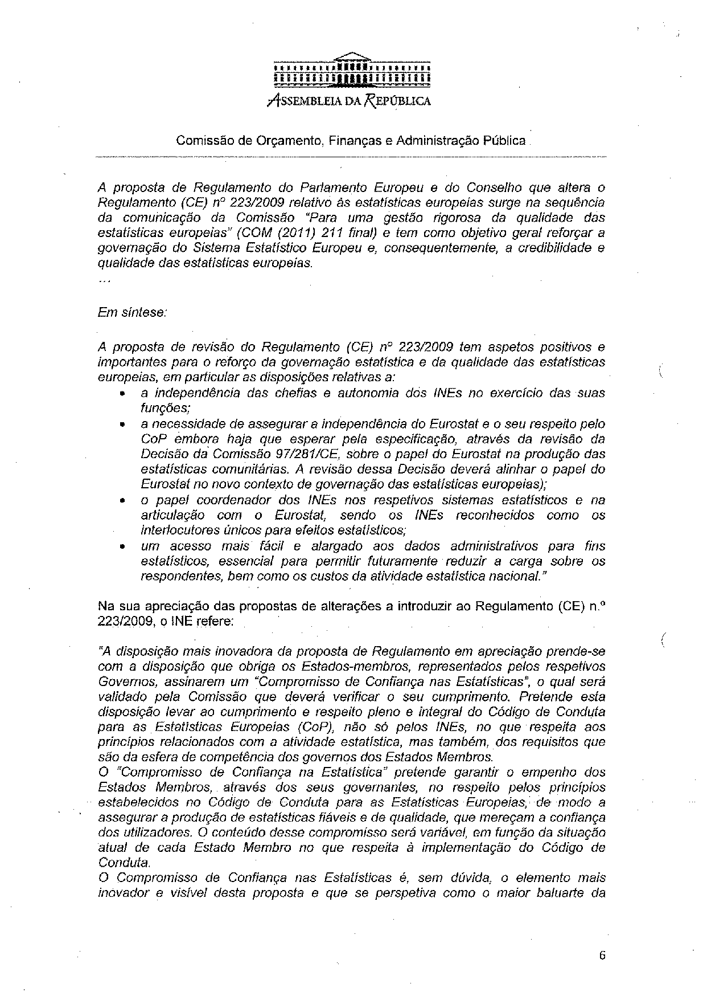 ASSEMBLEIA DA REPÚBLICA
Comissão de Orçamento, Finanças e Administração Pública
A proposta de Regulamento do Parlamento Europeu e do Conselho que altera o
Regulamento (CE) nº 223/2009 relativo às estatísticas europeias surge na sequência
da comunicação da Comissão "Para uma gestão rigorosa da qualidade das
estatísticas europeias" (COM (2011) 211 final) e tem como objetivo geral reforçar a
governação do Sistema Estatístico Europeu e, consequentemente, a credibilidade e
qualidade das estatísticas europeias.
...
Em síntese:
A proposta de revisão do Regulamento (CE) nº 223/2009 tem aspetos positivos e
importantes para o reforço da governação estatística e da qualidade das estatísticas
europeias, em particular as disposições relativas a:
• a independência das chefias e autonomia dos INEs no exercício das suas
funções;
• a necessidade de assegurar a independência do Eurostat e o seu respeito pelo
CoP embora haja que esperar pela especificação, através da revisão da
Decisão da Comissão 97/281/CE, sobre o papel do Eurostat na produção das
estatísticas comunitárias. A revisão dessa Decisão deverá alinhar o papel do
Eurostat no novo contexto de governação das estatísticas europeias);
• o papel coordenador dos INEs nos respetivos sistemas estatísticos e na
articulação com o Eurostat, sendo os INEs reconhecidos como os
interlocutores únicos para efeitos estatísticos;
• um acesso mais fácil e alargado aos dados administrativos para fins
estatísticos, essencial para permitir futuramente reduzir a carga sobre os
respondentes, bem como os custos da atividade estatística nacional."
Na sua apreciação das propostas de alterações a introduzir ao Regulamento (CE) n.º
223/2009, o INE refere:
"A disposição mais inovadora da proposta de Regulamento em apreciação prende-se
com a disposição que obriga os Estados-membros, representados pelos respetivos
Governos, assinarem um "Compromisso de Confiança nas Estatísticas", o qual será
validado pela Comissão que deverá verificar o seu cumprimento. Pretende esta
disposição levar ao cumprimento e respeito pleno e integral do Código de Conduta
para as Estatísticas Europeias (CoP), não só pelos INEs, no que respeita aos
princípios relacionados com a atividade estatística, mas também, dos requisitos que
são da esfera de competência dos governos dos Estados Membros.
O "Compromisso de Confiança na Estatística" pretende garantir o empenho dos
Estados Membros, através dos seus governantes, no respeito pelos princípios
estabelecidos no Código de Conduta para as Estatísticas Europeias, de modo a
assegurar a produção de estatísticas fiáveis e de qualidade, que mereçam a confiança
dos utilizadores. O conteúdo desse compromisso será variável, em função da situação
atual de cada Estado Membro no que respeita à implementação do Código de
Conduta.
O Compromisso de Confiança nas Estatísticas é, sem dúvida, o elemento mais
inovador e visível desta proposta e que se perspetiva como o maior baluarte da
6